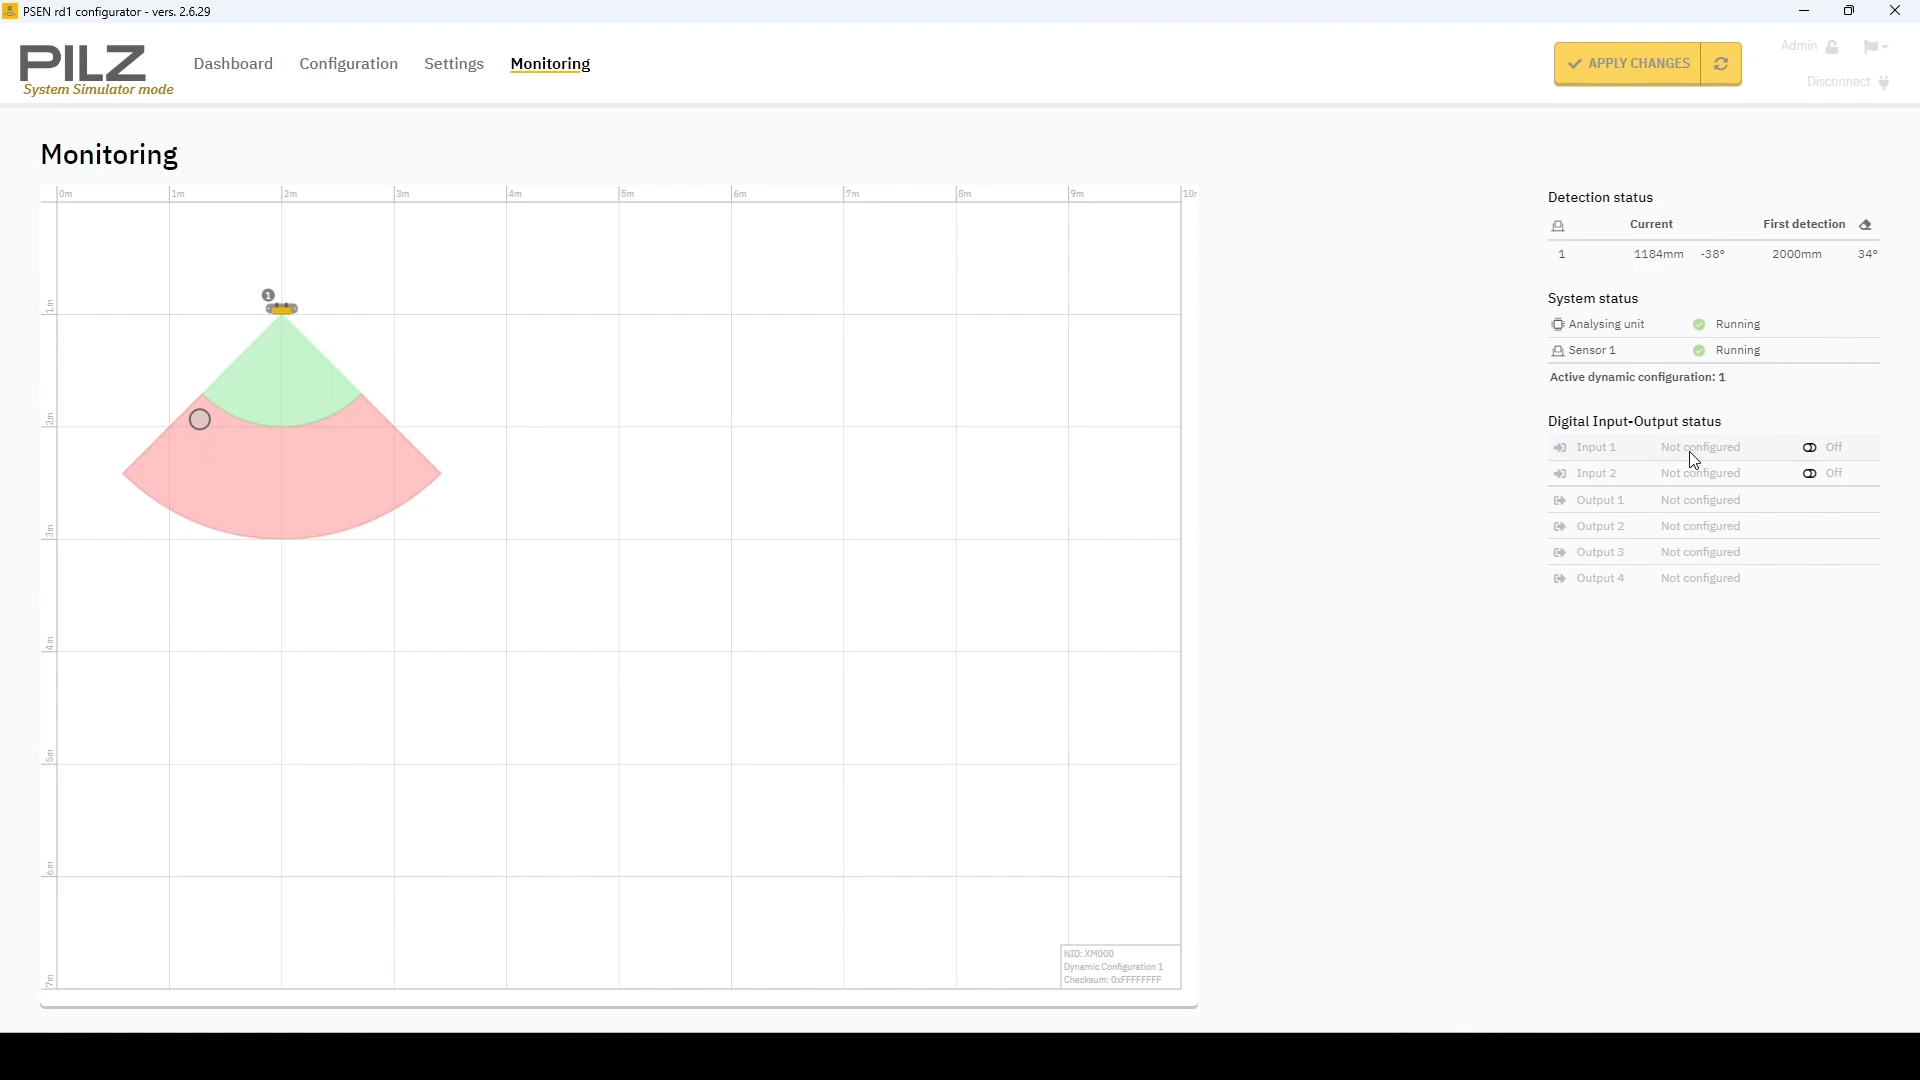 PSEN rd1 configurator - vers. 2.6.29
PILZ
System Simulator mode
Dashboard
Configuration
Settings
Monitoring
APPLY CHANGES
Admin
Disconnect
Monitoring
0m
1m
2m
3m
4m
5m
6m
7m
8m
9m
10m
1m
2m
3m
4m
5m
6m
7m
1
NID: XM000
Dynamic Configuration 1
Checksum: 0xFFFFFFFF
Detection status
Current
First detection
1
1184mm
-38°
2000mm
34°
System status
Analysing unit
Running
Sensor 1
Running
Active dynamic configuration: 1
Digital Input-Output status
Input 1
Not configured
Off
Input 2
Not configured
Off
Output 1
Not configured
Output 2
Not configured
Output 3
Not configured
Output 4
Not configured